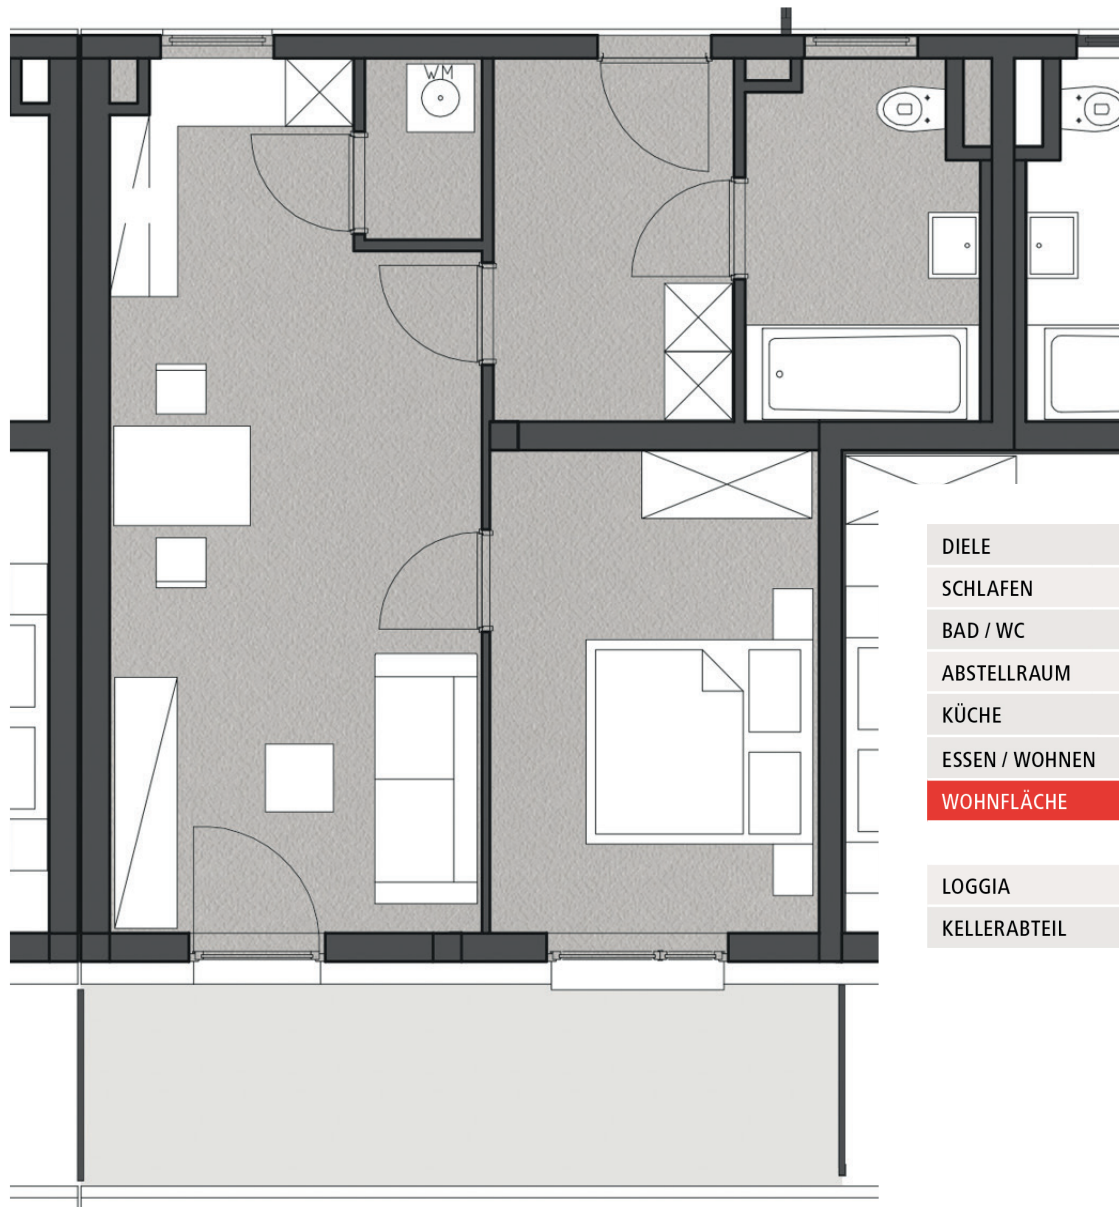 WM
DIELE
SCHLAFEN
BAD / WC
ABSTELLRAUM
KÜCHE
ESSEN / WOHNEN
WOHNFLÄCHE
LOGGIA
KELLERABTEIL